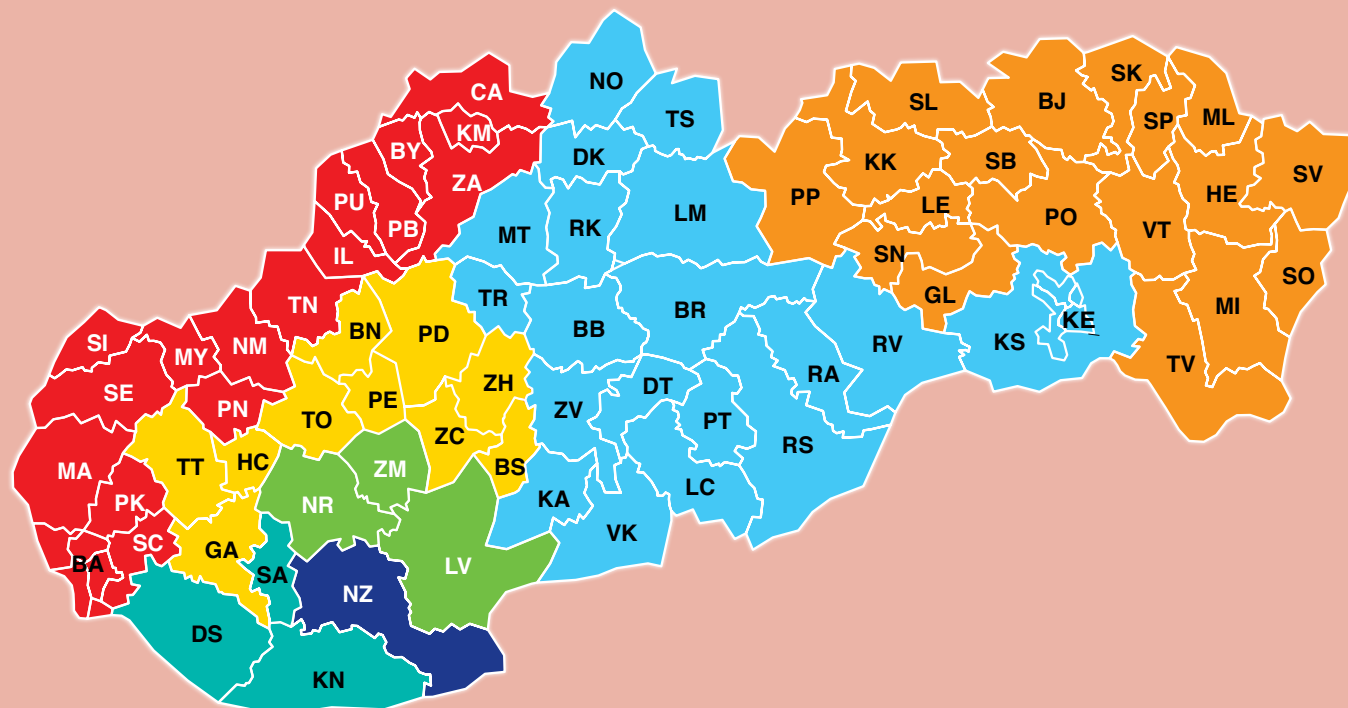 NO
SK
CA
SL
BJ
TS
ML
SP
KM
BY
DK
KK
SB
SV
ZA
HE
PP
PU
LE
LM
PO
PB
RK
VT
MT
IL
SN
SO
TR
GL
TN
MI
BR
KE
BB
BN
PD
SI
KS
RV
NM
MY
ZH
TV
RA
DT
SE
PE
PN
ZV
TO
PT
ZC
RS
HC
BS
TT
MA
ZM
LC
KA
PK
NR
VK
SC
GA
BA
LV
SA
NZ
DS
KN